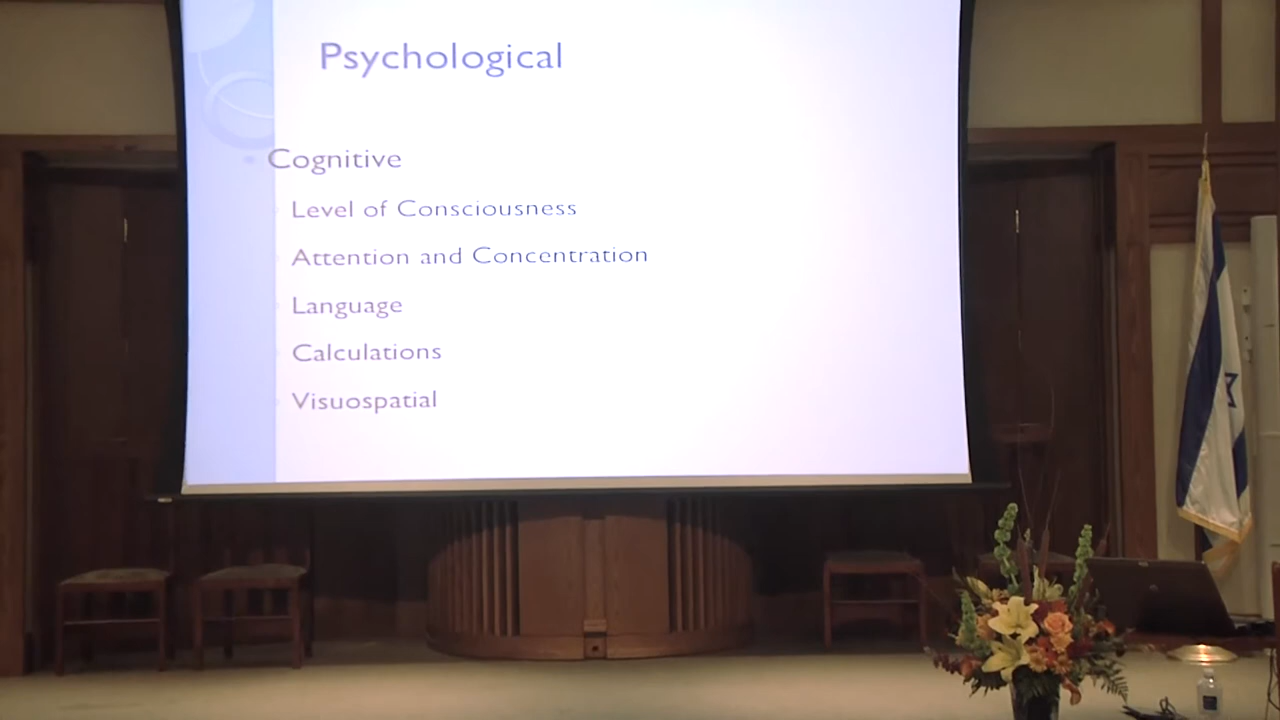 Psychological
Cognitive
Level of Consciousness
Attention and Concentration
Language
Calculations
Visuospatial